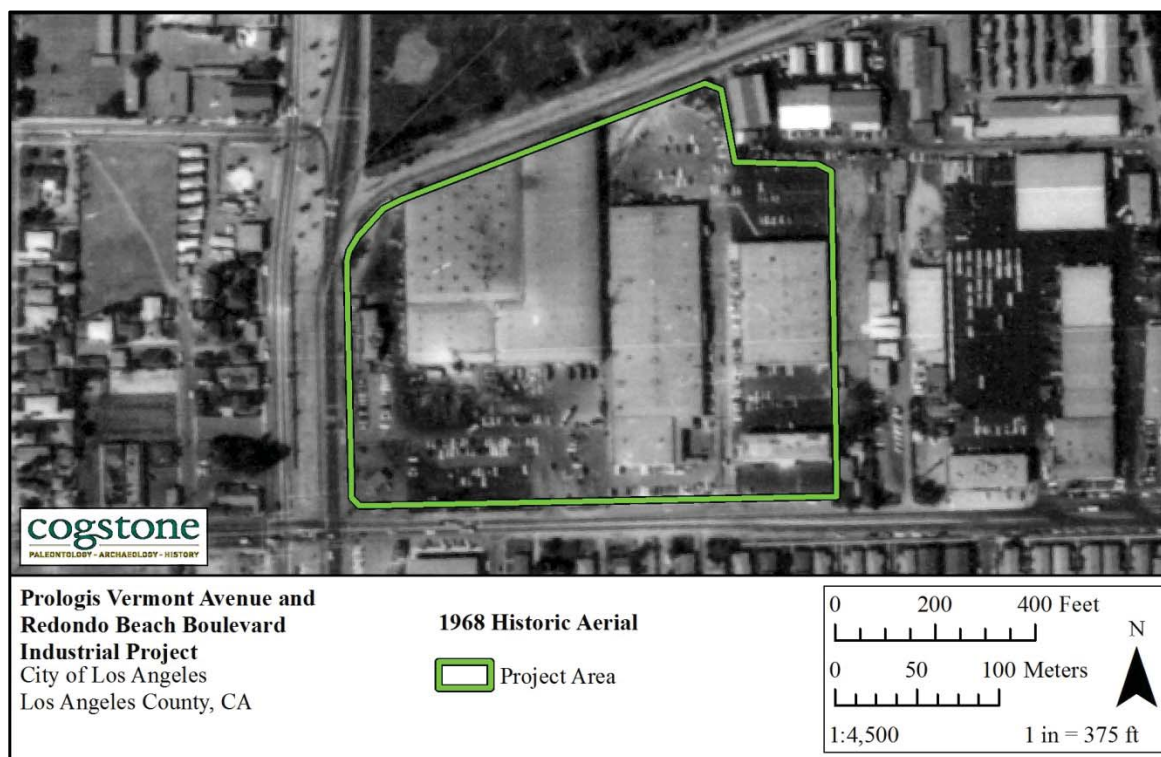 cogstone
PALEONTOLOGY - ARCHAEOLOGY - HISTORY
Prologis Vermont Avenue and
Redondo Beach Boulevard
Industrial Project
City of Los Angeles
Los Angeles County, CA
1968 Historic Aerial
Project Area
0 200 400 Feet
0 50 100 Meters
N
1:4,500 1 in = 375 ft